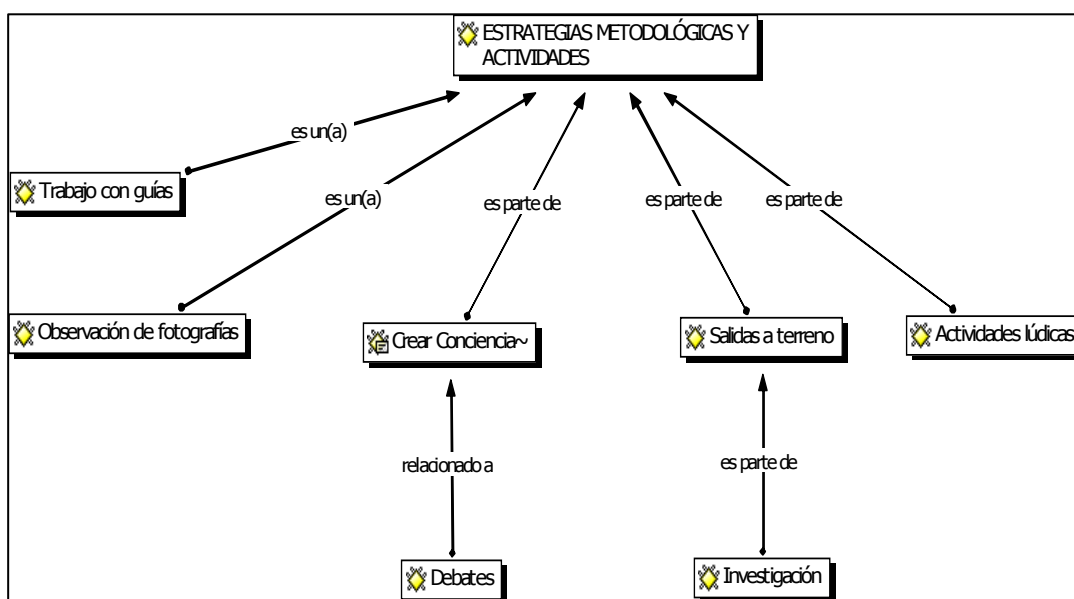 ESTRATEGIAS METODOLÓGICAS Y
ACTIVIDADES
es un(a)
Trabajo con guías
es un(a)
es parte de
es parte de
es parte de
Observación de fotografías
Crear Conciencia~
Salidas a terreno
Actividades lúdicas
relacionado a
es parte de
Debates
Investigación